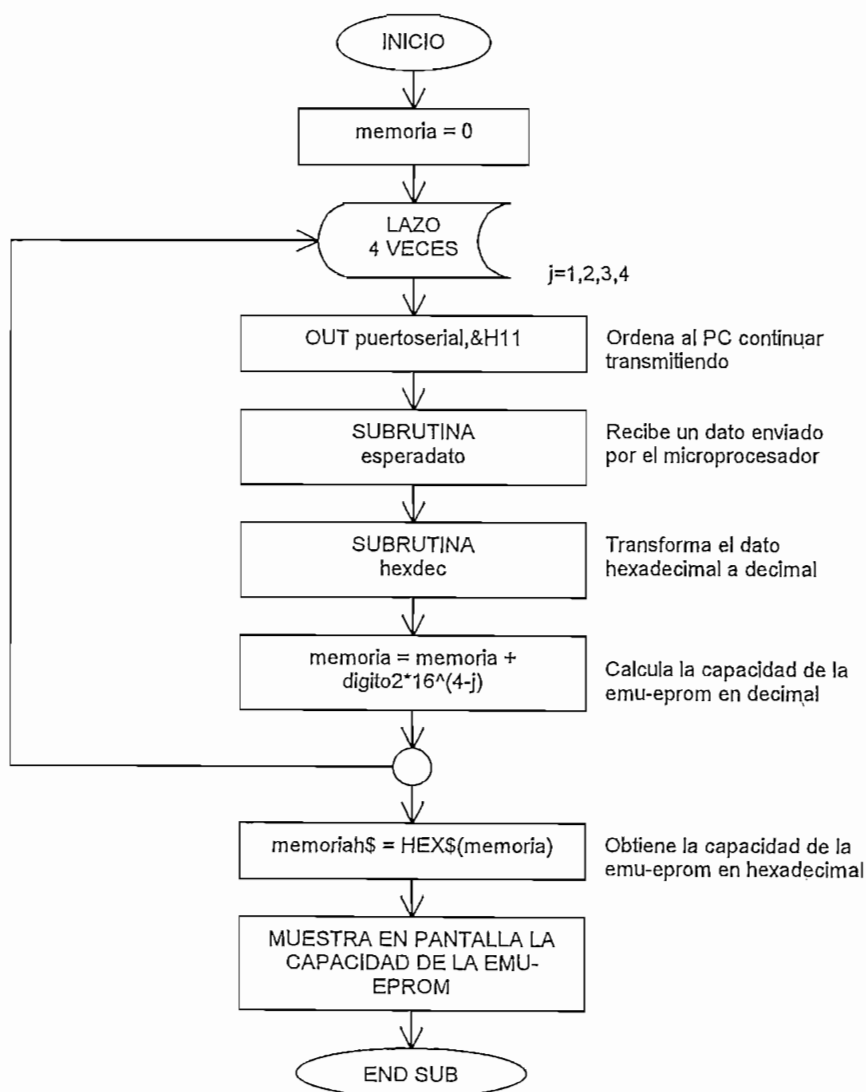 INICIO
memoria = 0
LAZO
4 VECES
j=1,2,3,4
OUT puertoserial,&H11
Ordena al PC continuar
transmitiendo
SUBRUTINA
esperadato
Recibe un dato enviado
por el microprocesador
SUBRUTINA
hexdec
Transforma el dato
hexadecimal a decimal
memoria = memoria +
digito2*16^(4-j)
Calcula la capacidad de la
emu-eprom en decimal
memoriah$ = HEX$(memoria)
Obtiene la capacidad de la
emu-eprom en hexadecimal
MUESTRA EN PANTALLA LA
CAPACIDAD DE LA EMU-
EPROM
END SUB